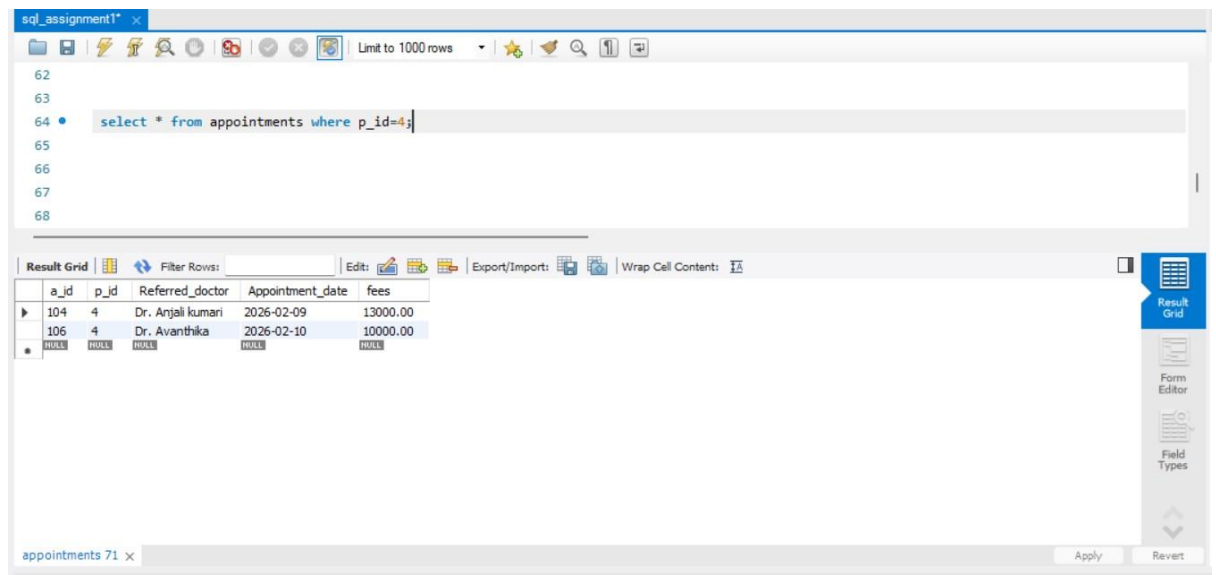 sql_assignment1* ×
Limit to 1000 rows
62
63
64 select * from appointments where p_id=4;
65
66
67
68
Result Grid Filter Rows: Edit: Export/Import: Wrap Cell Content:
a_id p_id Referred_doctor Appointment_date fees
104 4 Dr. Anjali kumari 2026-02-09 13000.00
106 4 Dr. Avanthika 2026-02-10 10000.00
NULL NULL NULL NULL NULL
Result
Grid
Form
Editor
Field
Types
appointments 71 ×
Apply Revert